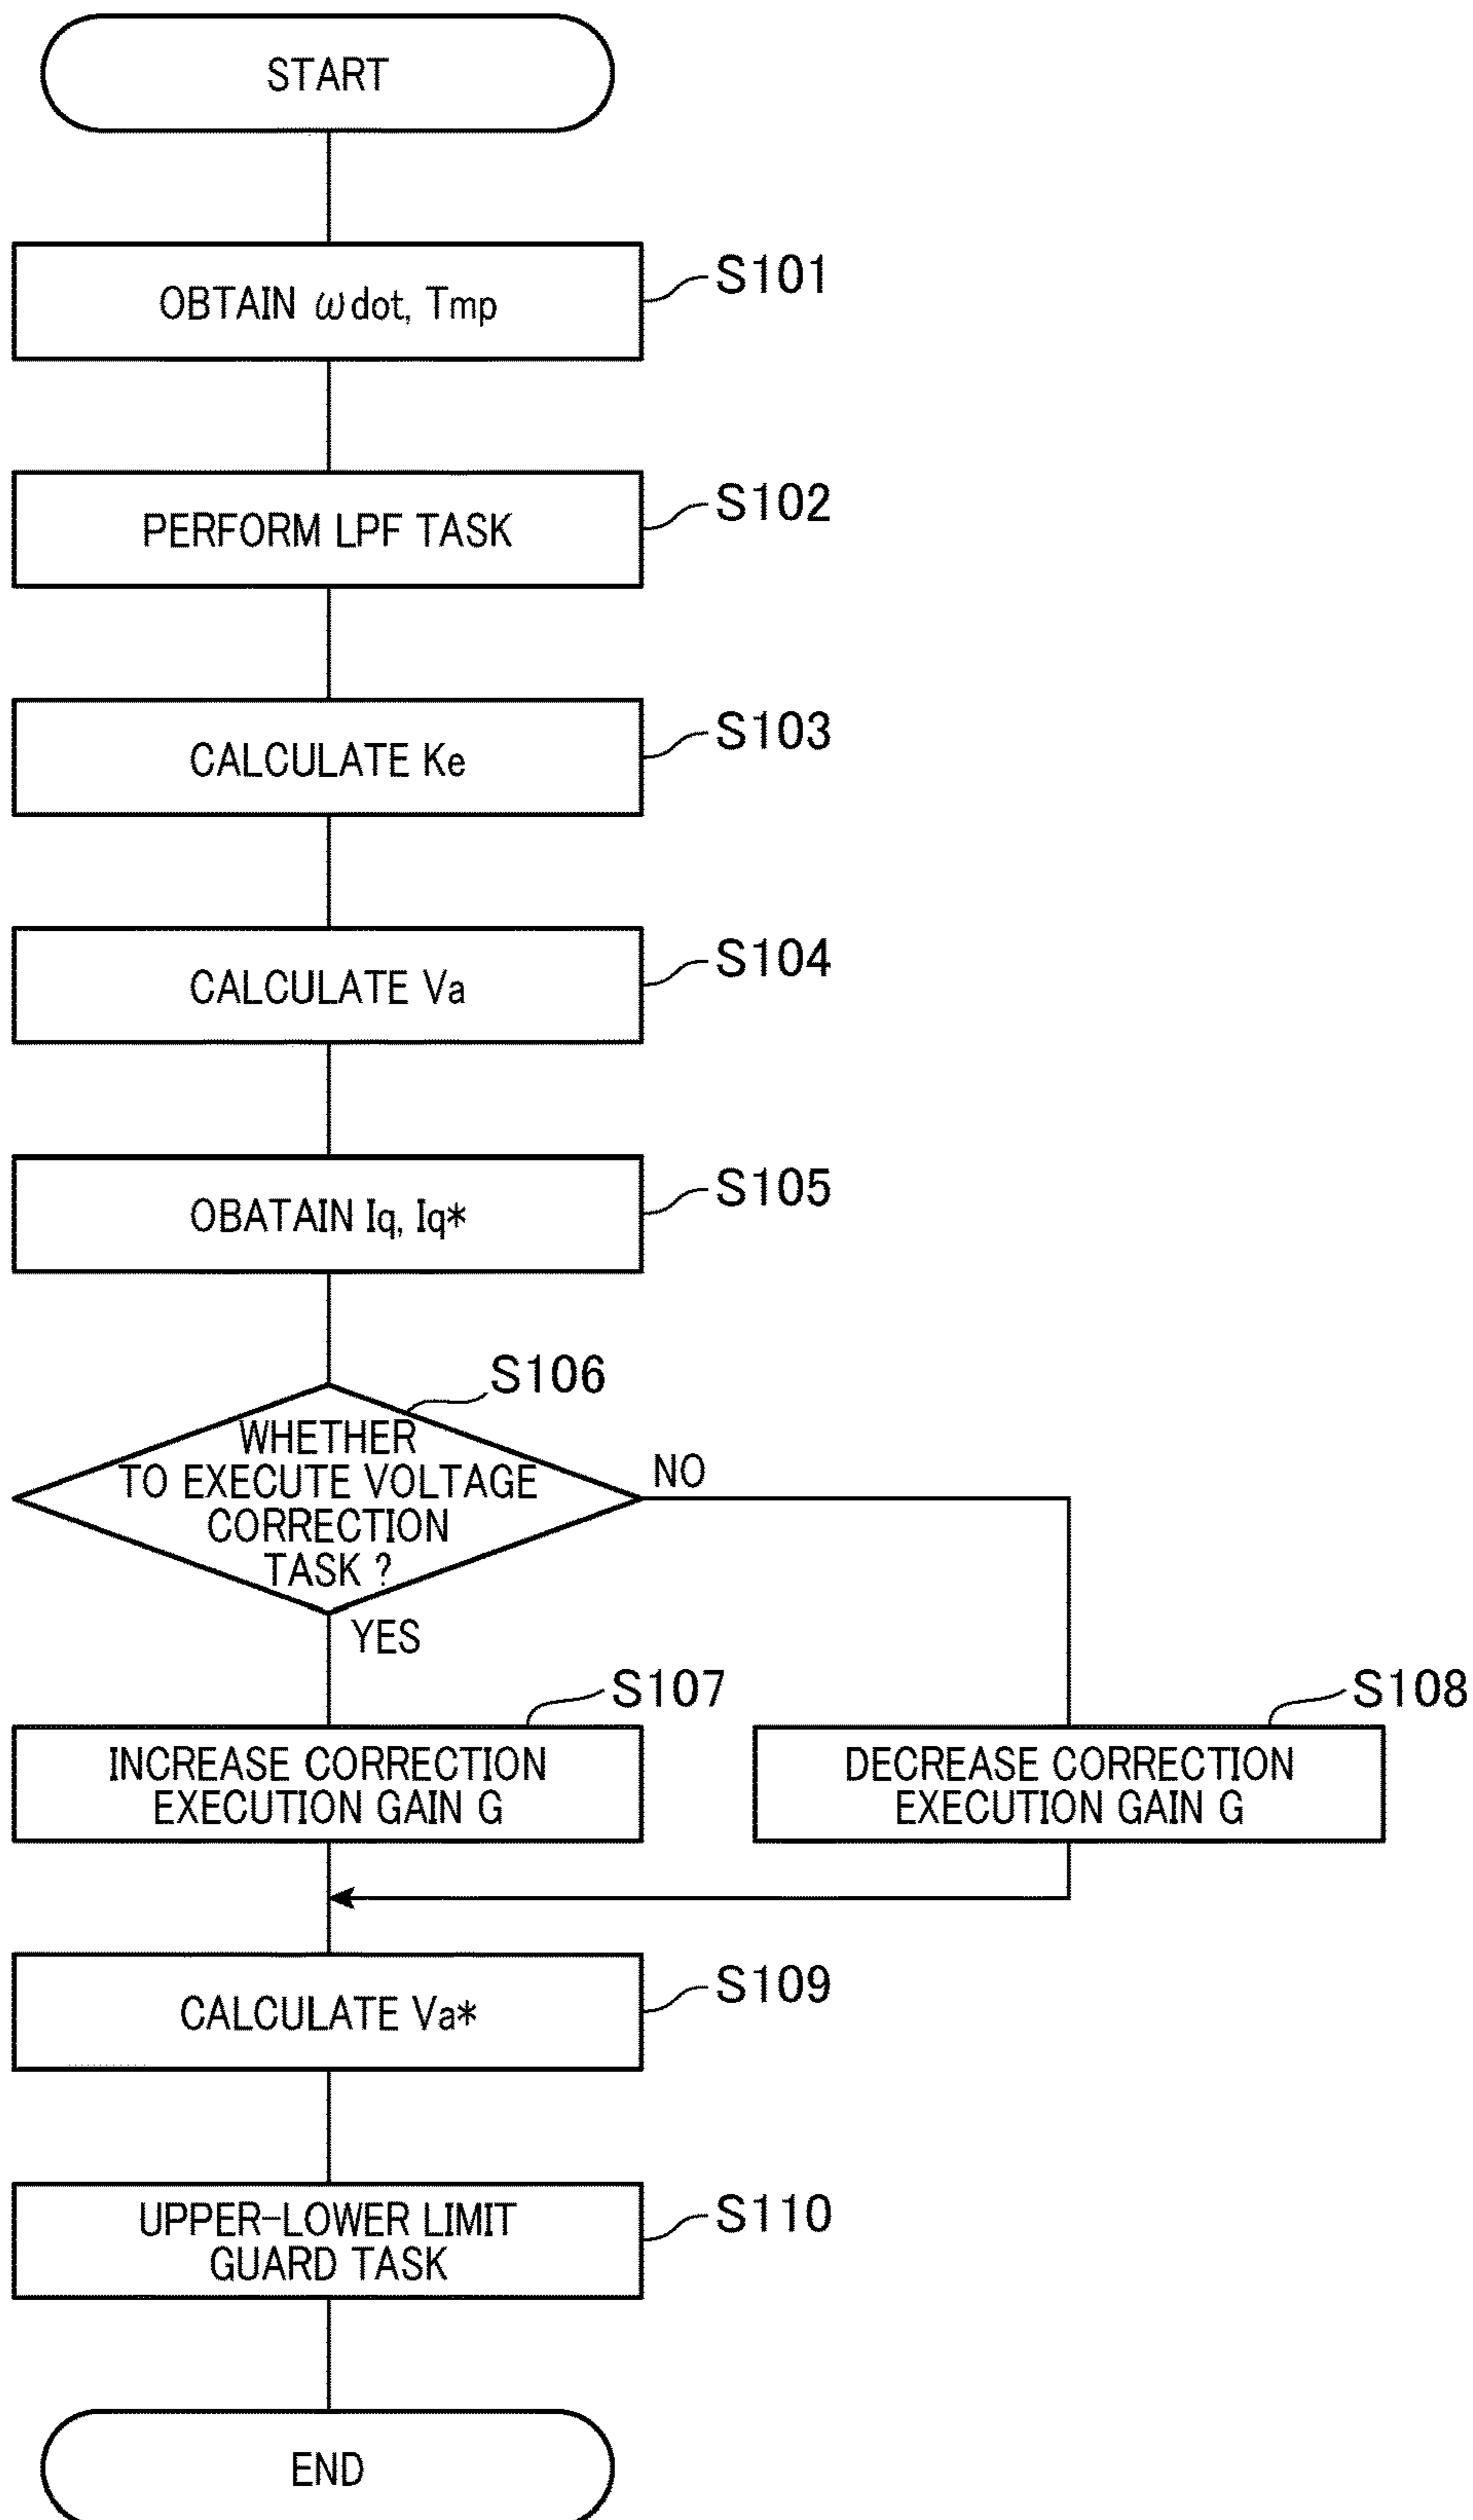 START
OBTAIN ωdot, Tmp
S101
PERFORM LPF TASK
S102
CALCULATE Ke
S103
CALCULATE Va
S104
OBATAIN Iq, Iq*
S105
S106
WHETHER
TO EXECUTE VOLTAGE
CORRECTION
TASK ?
NO
YES
S107
INCREASE CORRECTION
EXECUTION GAIN G
S108
DECREASE CORRECTION
EXECUTION GAIN G
CALCULATE Va*
S109
UPPER-LOWER LIMIT
GUARD TASK
S110
END